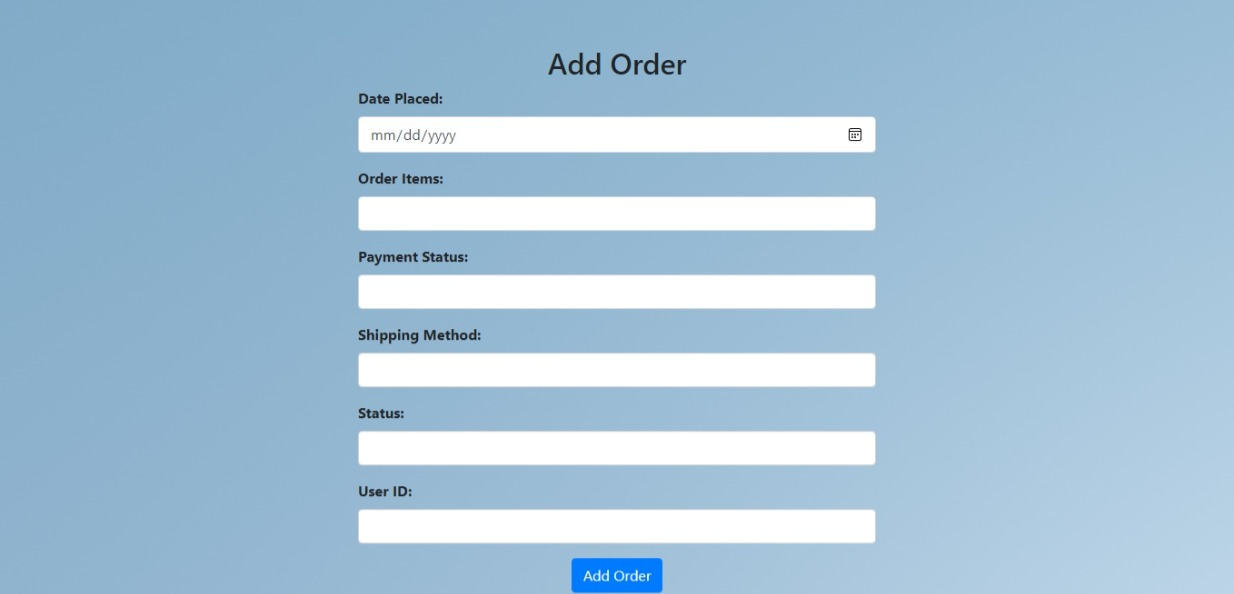 Add Order
Date Placed:
mm/dd/yyyy
Order Items:
Payment Status:
Shipping Method:
Status:
User ID:
Add Order